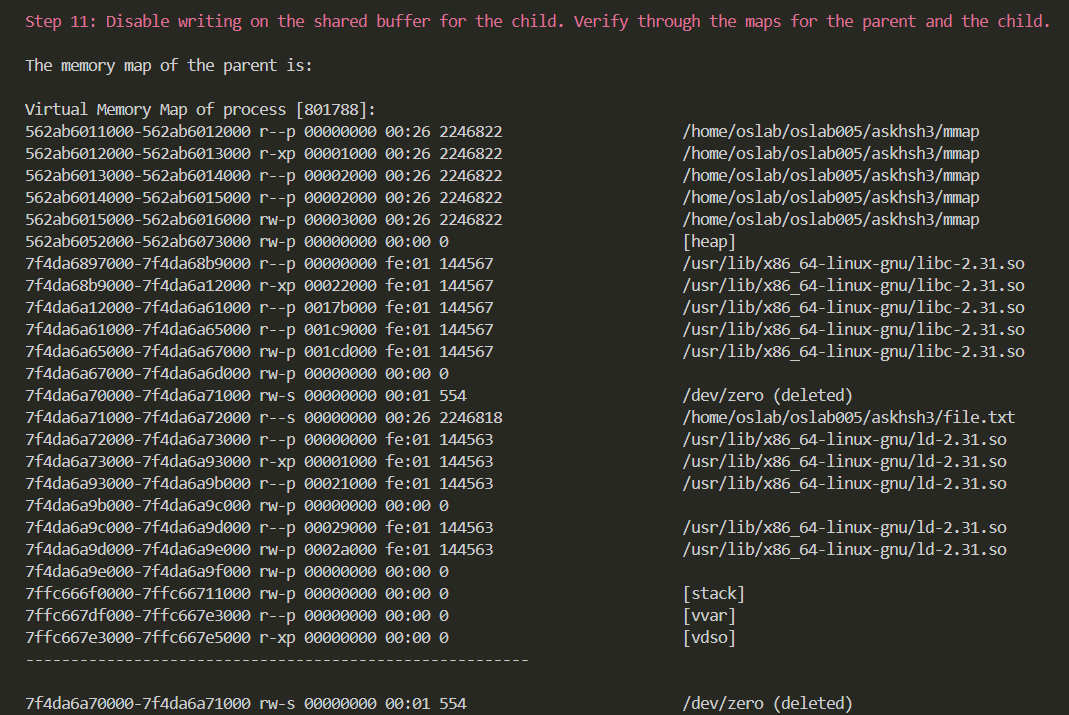 Step 11: Disable writing on the shared buffer for the child. Verify through the maps for the parent and the child.
The memory map of the parent is:
Virtual Memory Map of process [801788]:
562ab6011000-562ab6012000 r--p 00000000 00:26 2246822 /home/oslab/oslab005/askhsh3/mmap
562ab6012000-562ab6013000 r-xp 00001000 00:26 2246822 /home/oslab/oslab005/askhsh3/mmap
562ab6013000-562ab6014000 r--p 00002000 00:26 2246822 /home/oslab/oslab005/askhsh3/mmap
562ab6014000-562ab6015000 r--p 00002000 00:26 2246822 /home/oslab/oslab005/askhsh3/mmap
562ab6015000-562ab6016000 rw-p 00003000 00:26 2246822 /home/oslab/oslab005/askhsh3/mmap
562ab6052000-562ab6073000 rw-p 00000000 00:00 0 [heap]
7f4da6897000-7f4da68b9000 r--p 00000000 fe:01 144567 /usr/lib/x86_64-linux-gnu/libc-2.31.so
7f4da68b9000-7f4da6a12000 r-xp 00022000 fe:01 144567 /usr/lib/x86_64-linux-gnu/libc-2.31.so
7f4da6a12000-7f4da6a61000 r--p 0017b000 fe:01 144567 /usr/lib/x86_64-linux-gnu/libc-2.31.so
7f4da6a61000-7f4da6a65000 r--p 001c9000 fe:01 144567 /usr/lib/x86_64-linux-gnu/libc-2.31.so
7f4da6a65000-7f4da6a67000 rw-p 001cd000 fe:01 144567 /usr/lib/x86_64-linux-gnu/libc-2.31.so
7f4da6a67000-7f4da6a6d000 rw-p 00000000 00:00 0
7f4da6a70000-7f4da6a71000 rw-s 00000000 00:01 554 /dev/zero (deleted)
7f4da6a71000-7f4da6a72000 r--s 00000000 00:26 2246818 /home/oslab/oslab005/askhsh3/file.txt
7f4da6a72000-7f4da6a73000 r--p 00000000 fe:01 144563 /usr/lib/x86_64-linux-gnu/ld-2.31.so
7f4da6a73000-7f4da6a93000 r-xp 00001000 fe:01 144563 /usr/lib/x86_64-linux-gnu/ld-2.31.so
7f4da6a93000-7f4da6a9b000 r--p 00021000 fe:01 144563 /usr/lib/x86_64-linux-gnu/ld-2.31.so
7f4da6a9b000-7f4da6a9c000 rw-p 00000000 00:00 0
7f4da6a9c000-7f4da6a9d000 r--p 00029000 fe:01 144563 /usr/lib/x86_64-linux-gnu/ld-2.31.so
7f4da6a9d000-7f4da6a9e000 rw-p 0002a000 fe:01 144563 /usr/lib/x86_64-linux-gnu/ld-2.31.so
7f4da6a9e000-7f4da6a9f000 rw-p 00000000 00:00 0
7ffc666f0000-7ffc66711000 rw-p 00000000 00:00 0 [stack]
7ffc667df000-7ffc667e3000 r--p 00000000 00:00 0 [vvar]
7ffc667e3000-7ffc667e5000 r-xp 00000000 00:00 0 [vdso]
--------------------------------------------------------
7f4da6a70000-7f4da6a71000 rw-s 00000000 00:01 554 /dev/zero (deleted)